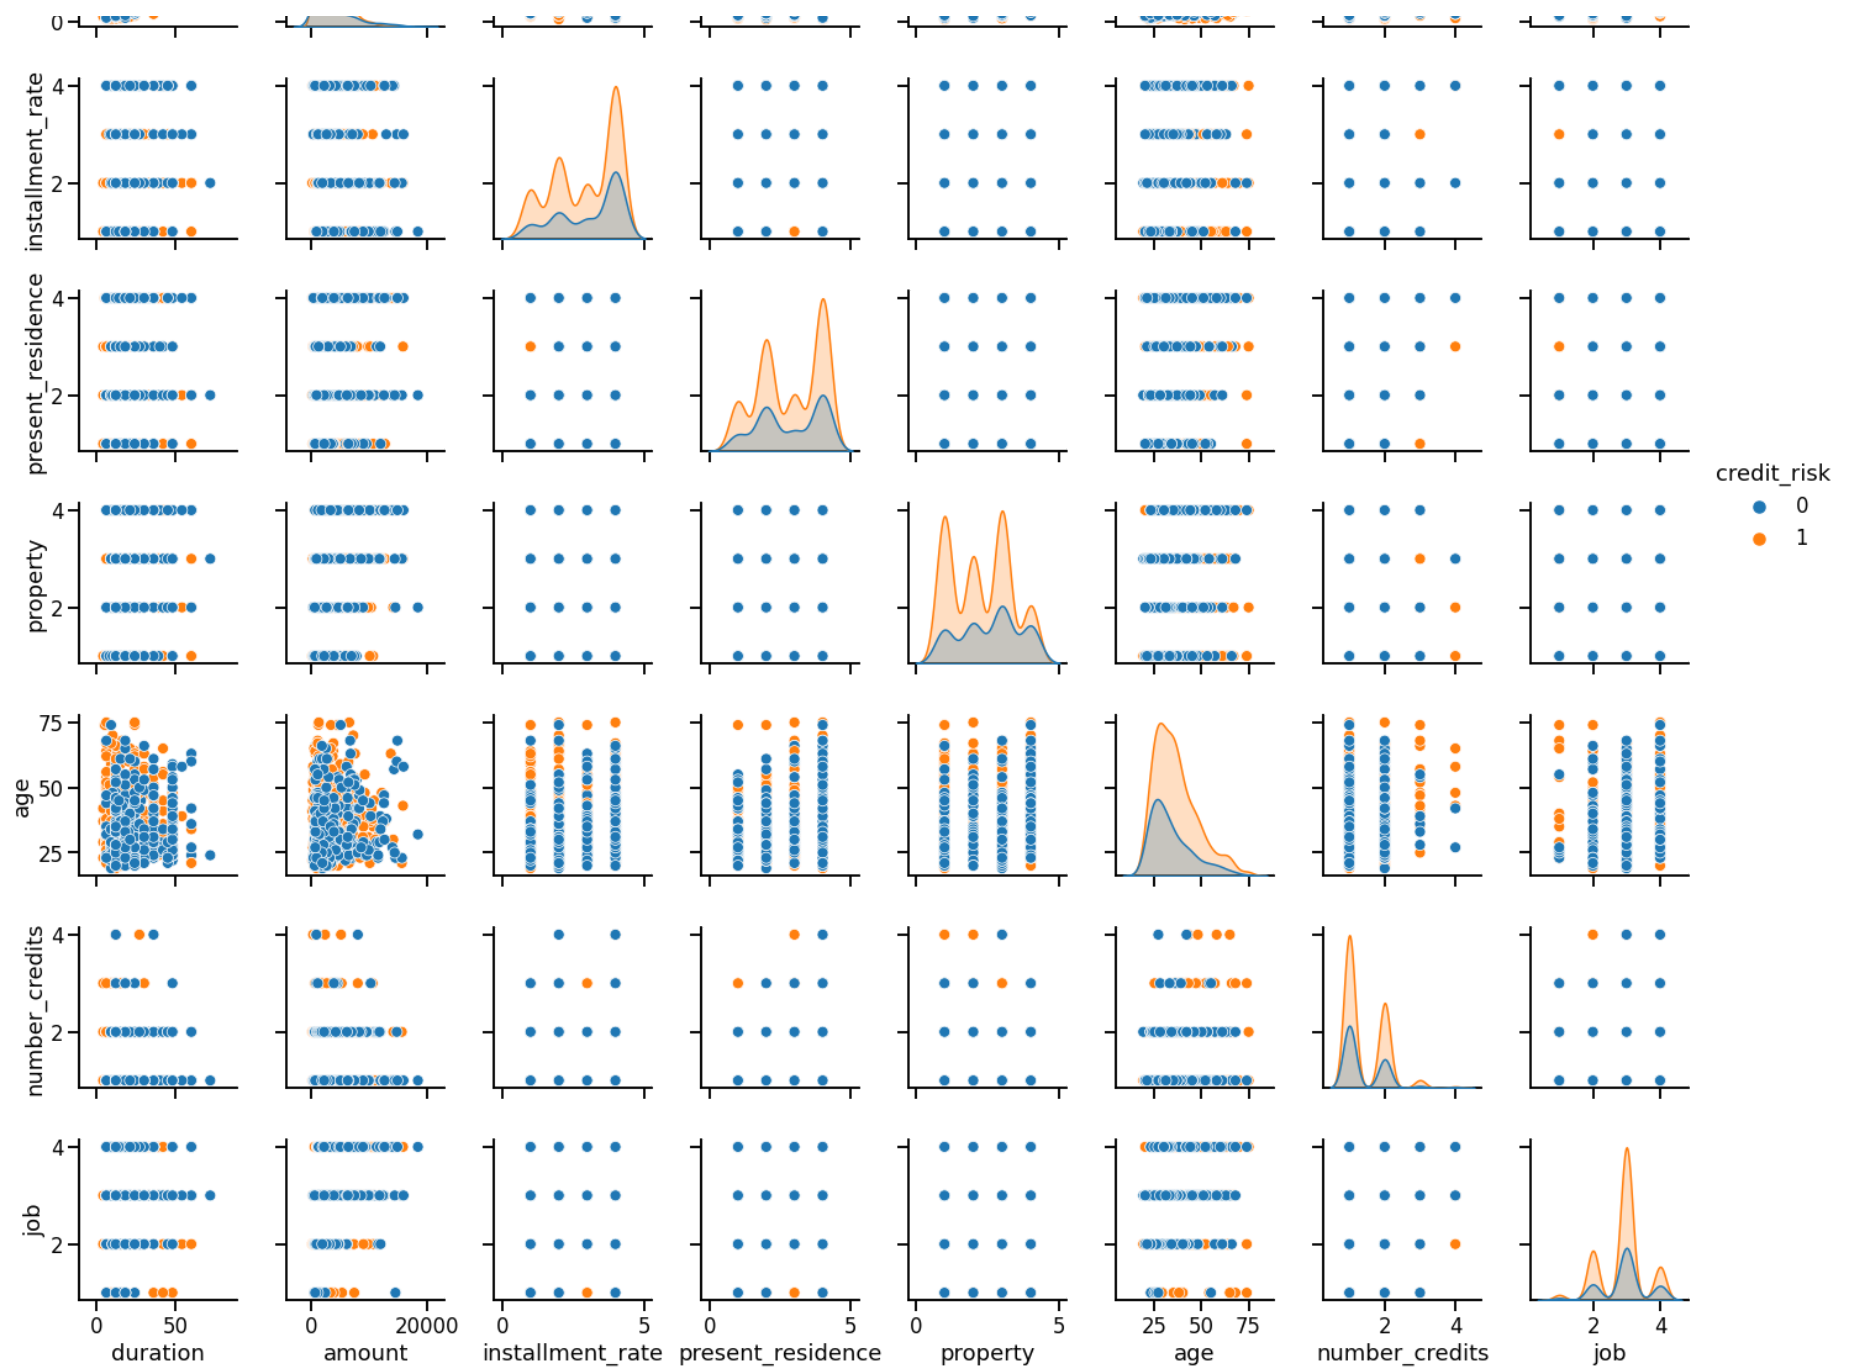 0
installment_rate
4
2
present_residence
4
2
property
4
2
age
75
50
25
number_credits
4
2
job
4
2
0 50
0 20000
0 5
0 5
0 5
25 50 75
2 4
2 4
duration amount installment_rate present_residence property age number_credits job
credit_risk
0
1